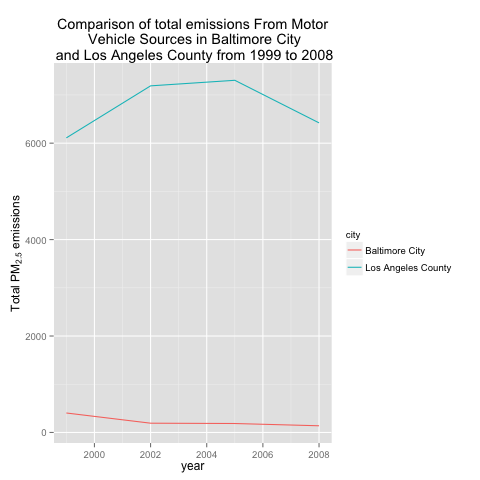 Comparison of total emissions From Motor
Vehicle Sources in Baltimore City
and Los Angeles County from 1999 to 2008
Total PM2.5 emissions
6000
4000
2000
0
2000 2002 2004 2006 2008
year
city
Baltimore City
Los Angeles County